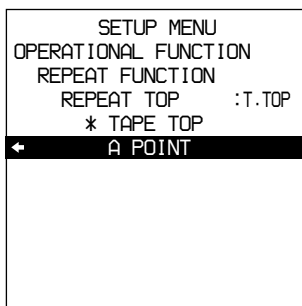 SETUP MENU
OPERATIONAL FUNCTION
REPEAT FUNCTION
REPEAT TOP :T.TOP
* TAPE TOP
← A POINT